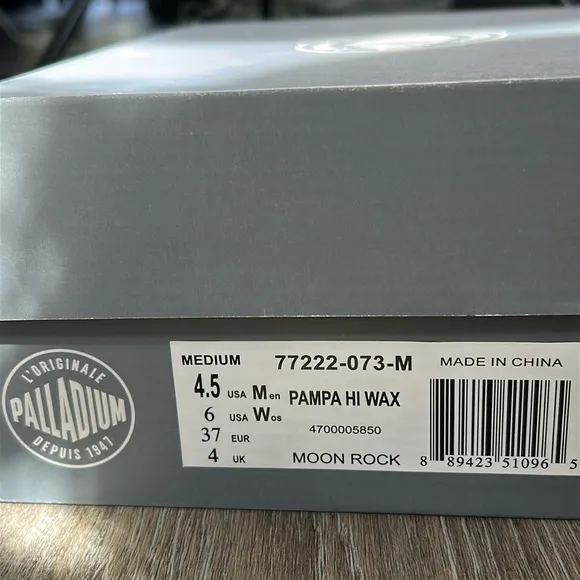 L'ORIGINALE
PALLADIUM
DEPUIS 1947
MEDIUM 77222-073-M MADE IN CHINA
4.5 USA Men PAMPA HI WAX
6 USA Wos
37 EUR 4700005850
4 UK MOON ROCK 8 89423 51096 5